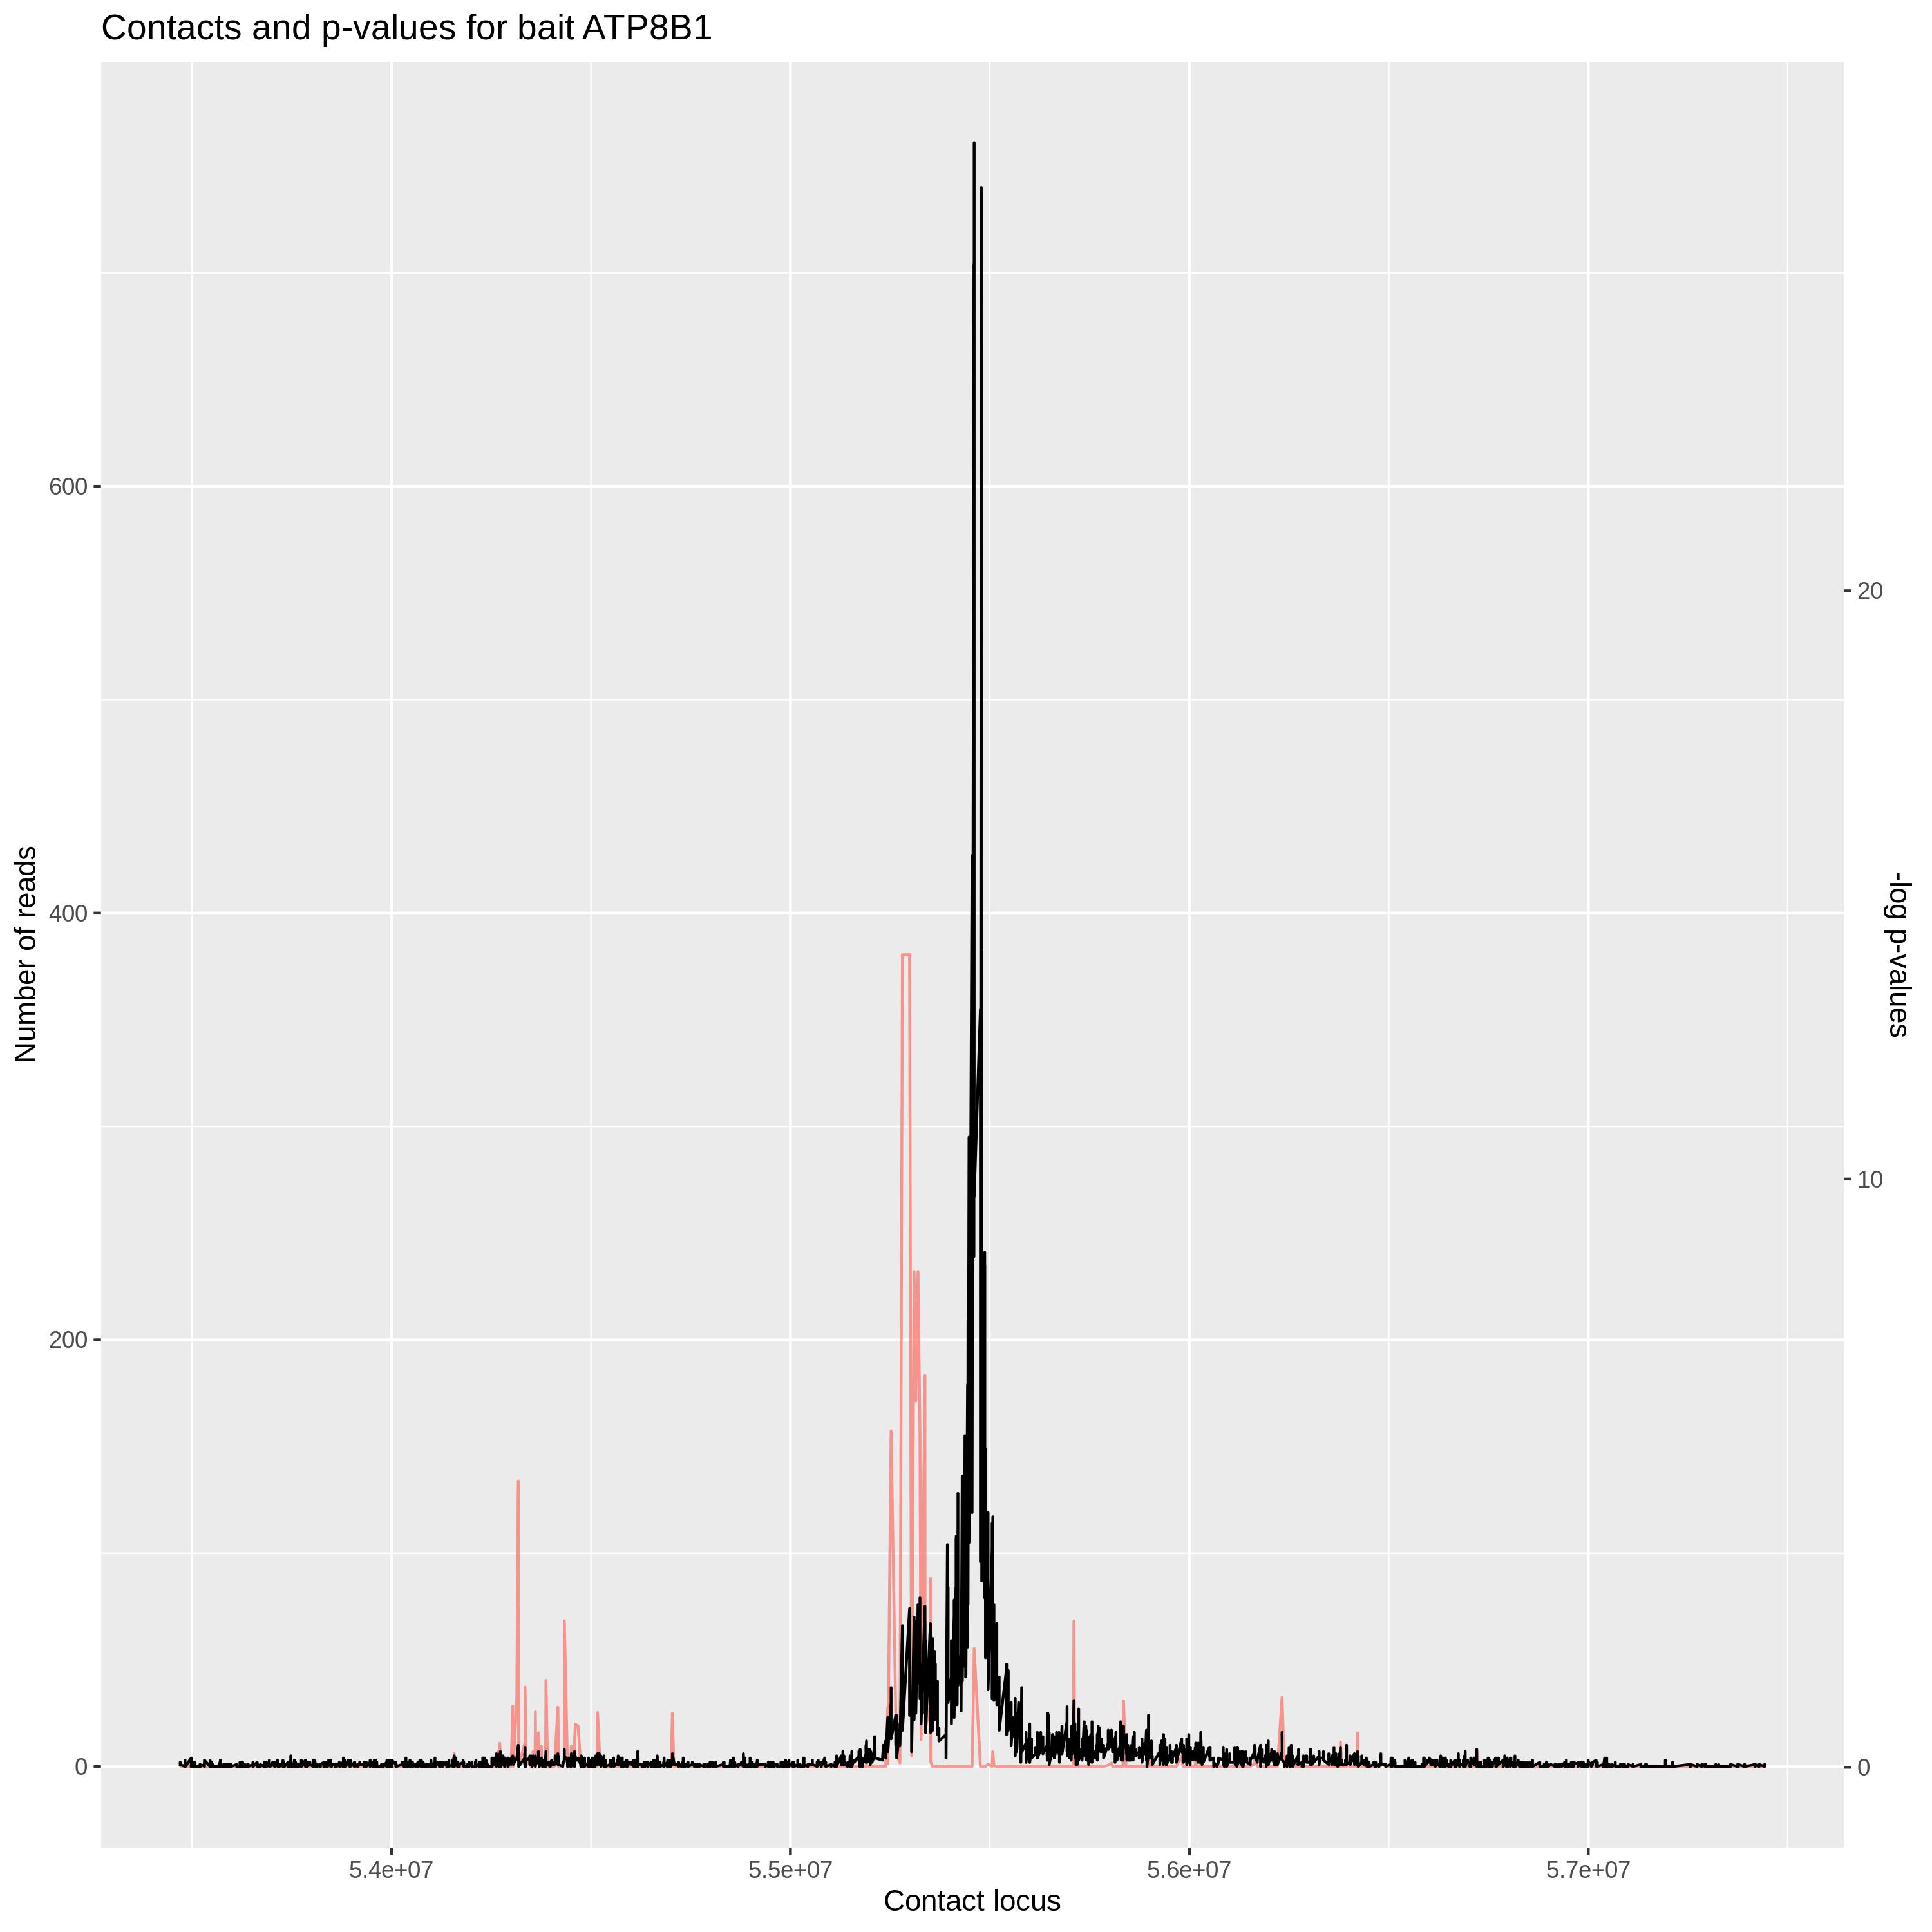 Contacts and p-values for bait ATP8B1
Number of reads
600
400
200
0
20
10
0
-log p-values
5.4e+07
5.5e+07
5.6e+07
5.7e+07
Contact locus